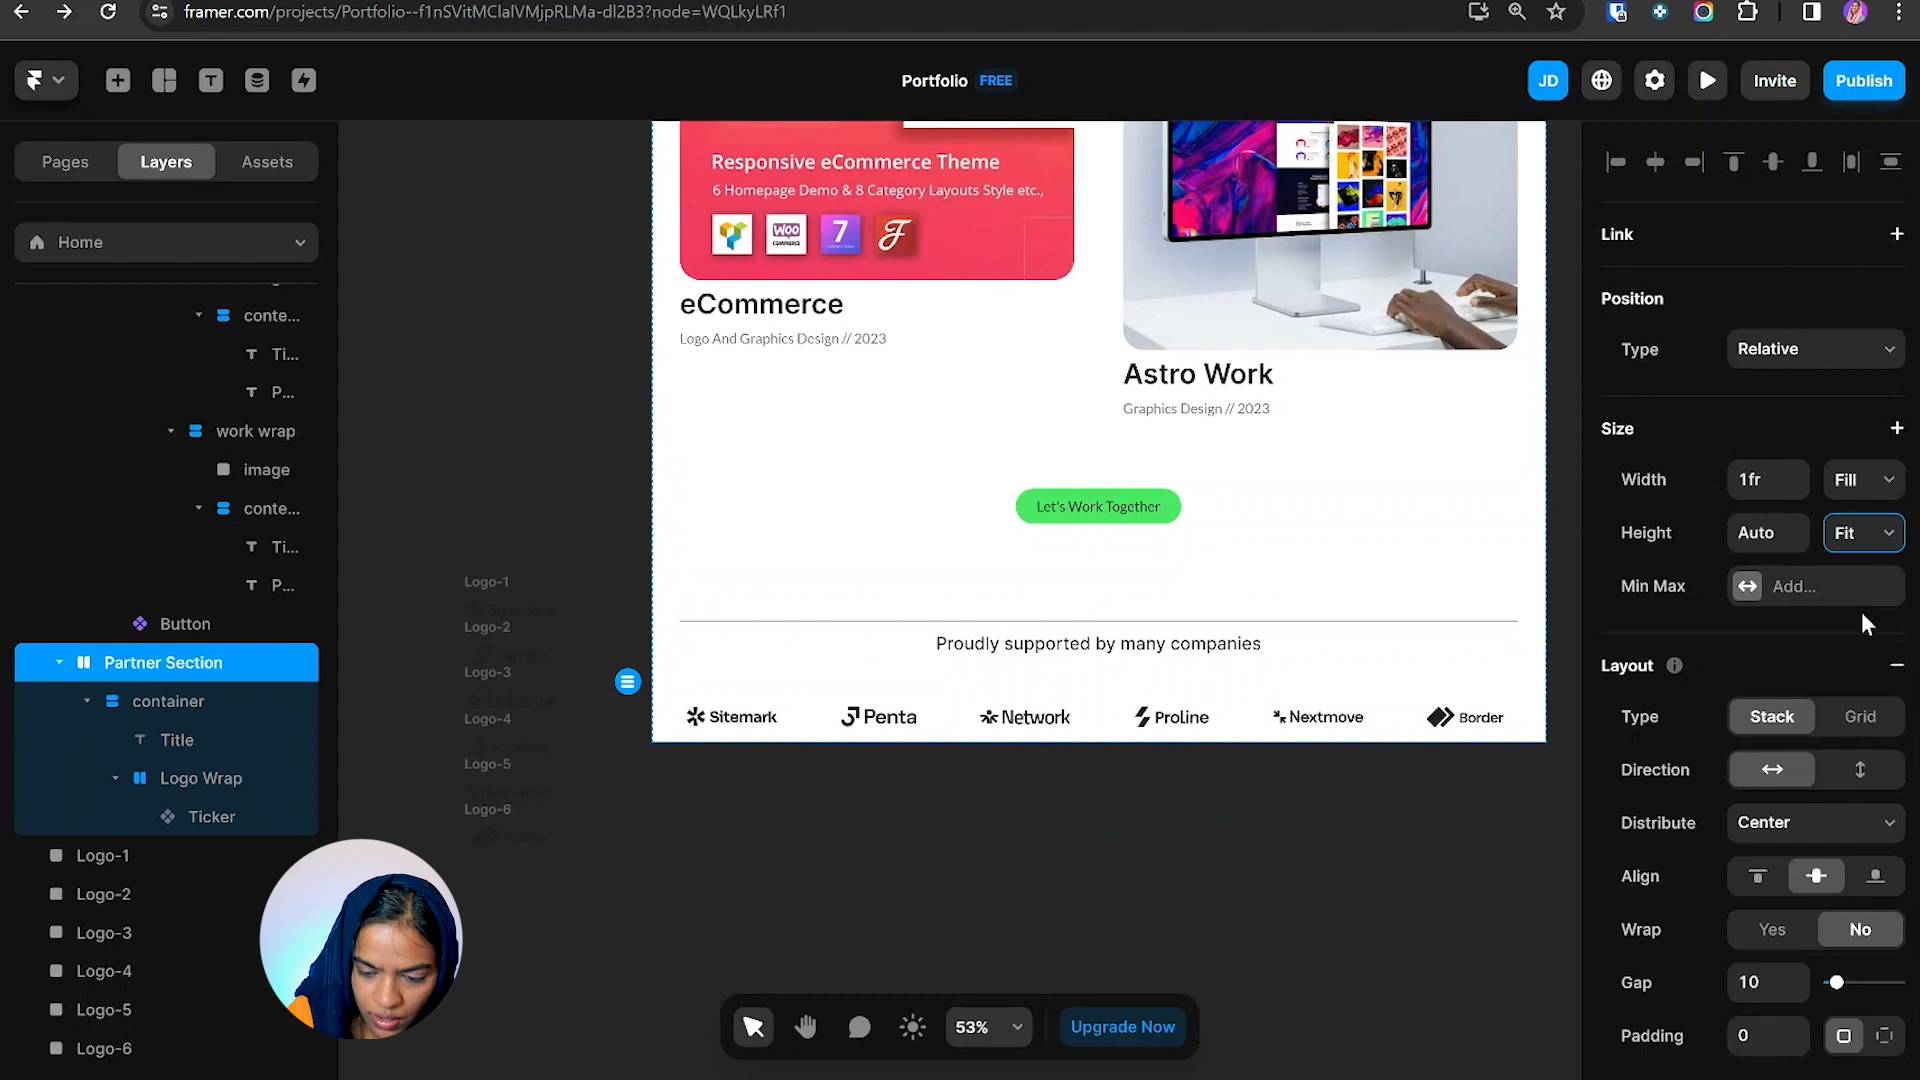 framer.com/projects/Portfolio--f1nSVitMClalVMjpRLMa-dl2B3?node=WQLkyLRf1
Portfolio FREE
JD
Invite
Publish
Pages
Layers
Assets
Home
conte...
Ti...
P...
work wrap
image
conte...
Ti...
P...
Button
Partner Section
container
Title
Logo Wrap
Ticker
Logo-1
Logo-2
Logo-3
Logo-4
Logo-5
Logo-6
Logo-1
Logo-2
Logo-3
Logo-4
Logo-5
Logo-6
Responsive eCommerce Theme
6 Homepage Demo & 8 Category Layouts Style etc.,
WOO
COMMERCE
7
eCommerce
Logo And Graphics Design // 2023
Astro Work
Graphics Design // 2023
Let's Work Together
Proudly supported by many companies
Sitemark
Penta
Network
Proline
Nextmove
Border
53%
Upgrade Now
Link
Position
Type
Relative
Size
Width
1fr
Fill
Height
Auto
Fit
Min Max
Add...
Layout
Type
Stack
Grid
Direction
Distribute
Center
Align
Wrap
Yes
No
Gap
10
Padding
0